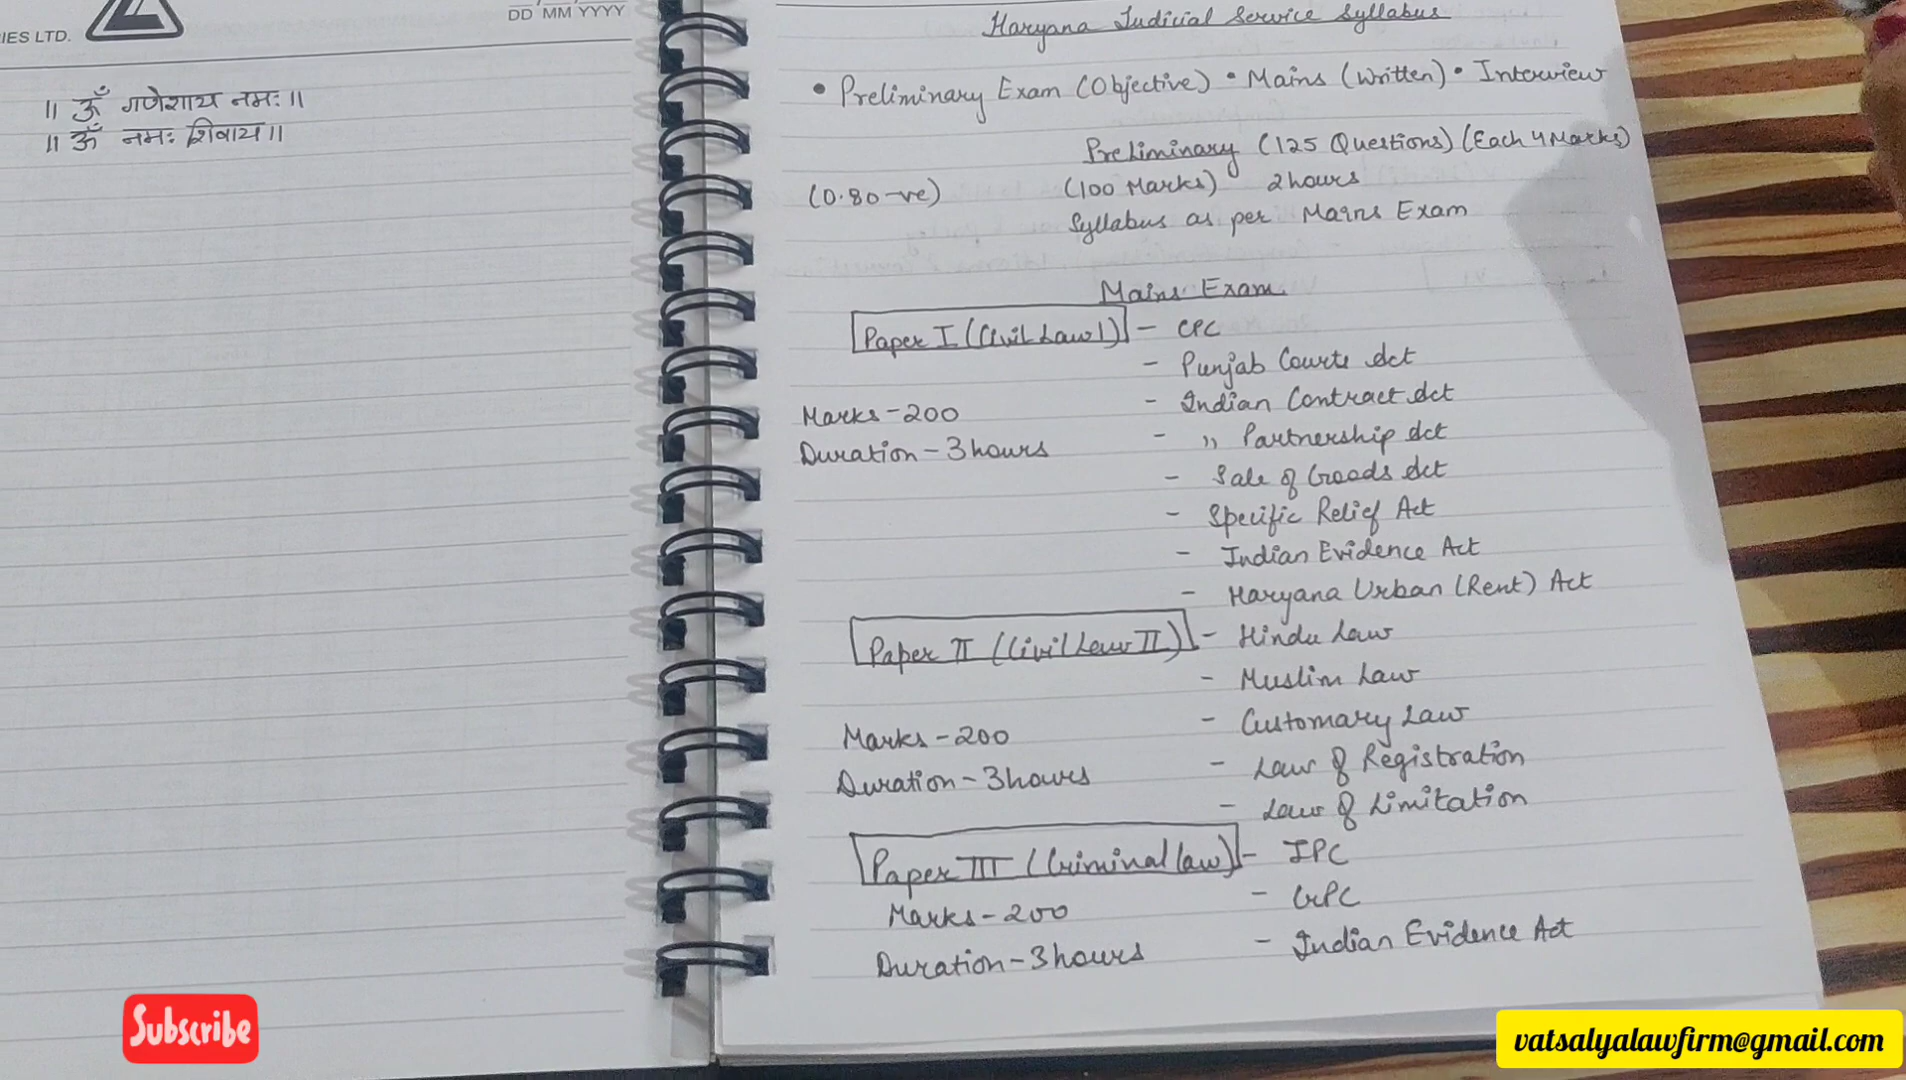 IES LTD.
DD MM YYYY
॥ ॐ गणेशाय नमः ॥
॥ ॐ नमः शिवाय ॥
Haryana Judicial Service Syllabus
• Preliminary Exam (Objective) • Mains (Written) • Interview
Preliminary (125 Questions) (Each 4 Marks)
(0.80 -ve) (100 Marks) 2 hours
Syllabus as per Mains Exam
Mains Exam
Paper I (Civil Law I) - CPC
- Punjab Courts Act
Marks - 200 - Indian Contract Act
Duration - 3 hours - ,, Partnership Act
- Sale of Goods Act
- Specific Relief Act
- Indian Evidence Act
- Haryana Urban (Rent) Act
Paper II (Civil Law II) - Hindu Law
- Muslim Law
Marks - 200 - Customary Law
Duration - 3 hours - Law of Registration
- Law of Limitation
Paper III (Criminal Law) - IPC
Marks - 200 - CrPC
Duration - 3 hours - Indian Evidence Act
Subscribe
vatsalyalawfirm@gmail.com